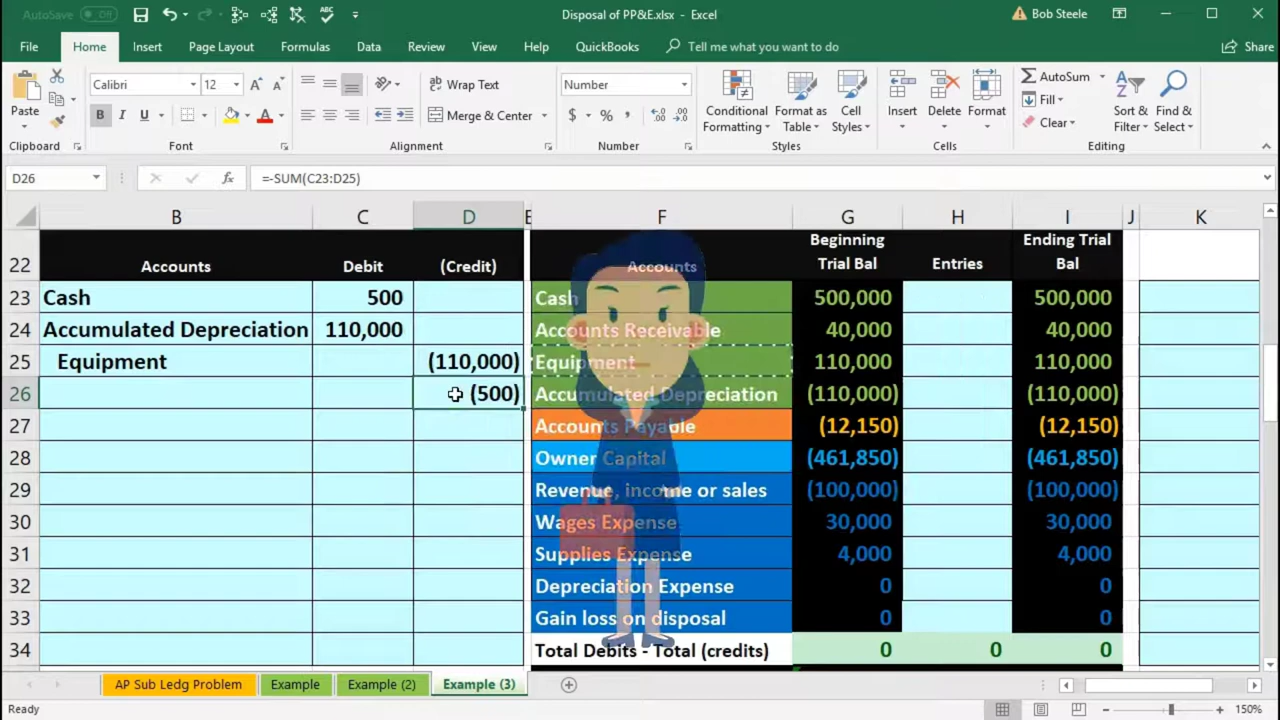 AutoSave Off
Disposal of PP&E.xlsx - Excel
Bob Steele
File Home Insert Page Layout Formulas Data Review View Help QuickBooks Tell me what you want to do Share
Paste
Calibri 12
Wrap Text
Number
AutoSum
B I U
Merge & Center
$ % ,
Conditional Formatting
Format as Table
Cell Styles
Insert Delete Format
Fill
Clear
Sort & Filter
Find & Select
Clipboard Font Alignment Number Styles Cells Editing
D26 fx =-SUM(C23:D25)
B C D E F G H I J K
22 Accounts Debit (Credit) Accounts Beginning Trial Bal Entries Ending Trial Bal
23 Cash 500 Cash 500,000 500,000
24 Accumulated Depreciation 110,000 Accounts Receivable 40,000 40,000
25 Equipment (110,000) Equipment 110,000 110,000
26 (500) Accumulated Depreciation (110,000) (110,000)
27 Accounts Payable (12,150) (12,150)
28 Owner Capital (461,850) (461,850)
29 Revenue, income or sales (100,000) (100,000)
30 Wages Expense 30,000 30,000
31 Supplies Expense 4,000 4,000
32 Depreciation Expense 0 0
33 Gain loss on disposal 0 0
34 Total Debits - Total (credits) 0 0 0
AP Sub Ledg Problem Example Example (2) Example (3)
Ready 150%